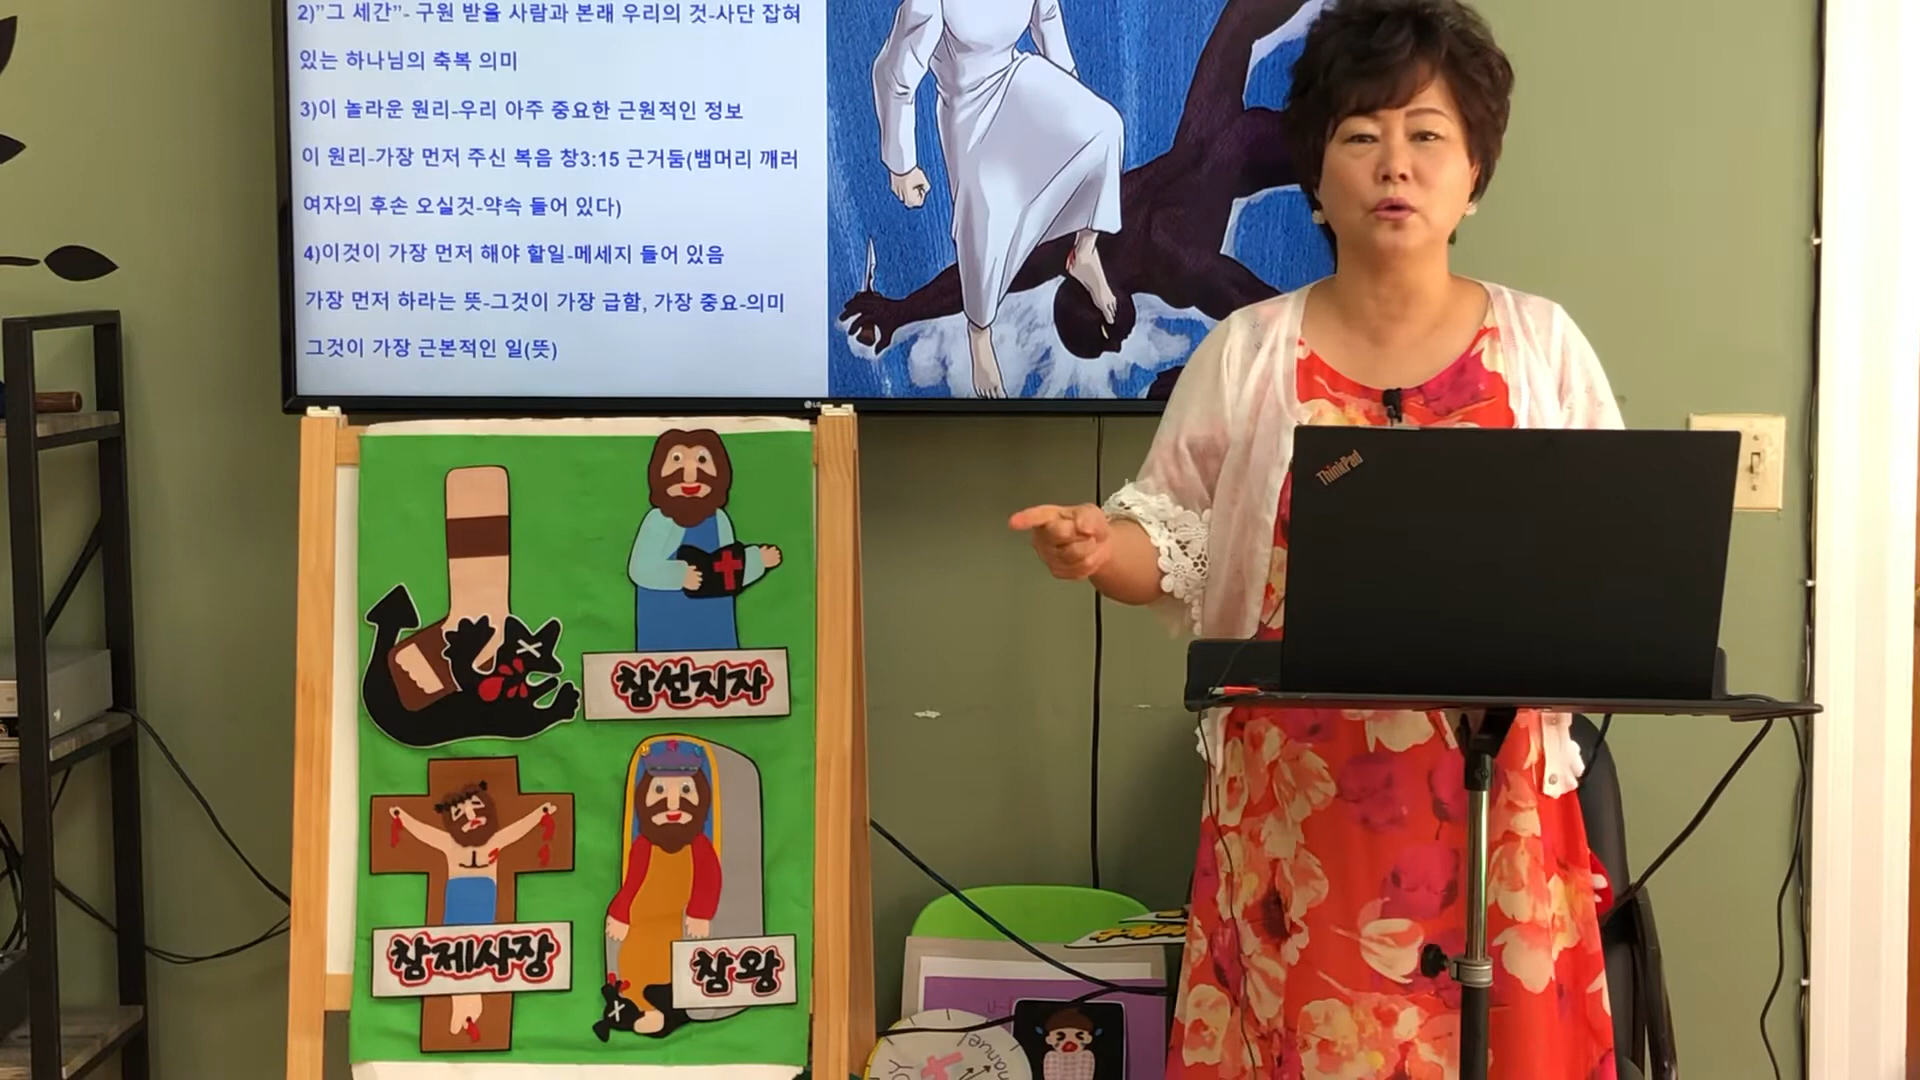 2)”그 세간”- 구원 받을 사람과 본래 우리의 것-사단 잡혀
있는 하나님의 축복 의미
3)이 놀라운 원리-우리 아주 중요한 근원적인 정보
이 원리-가장 먼저 주신 복음 창3:15 근거둠(뱀머리 깨러
여자의 후손 오실것-약속 들어 있다)
4)이것이 가장 먼저 해야 할일-메세지 들어 있음
가장 먼저 하라는 뜻-그것이 가장 급함, 가장 중요-의미
그것이 가장 근본적인 일(뜻)
LG
ThinkPad
참선지자
참제사장
참왕